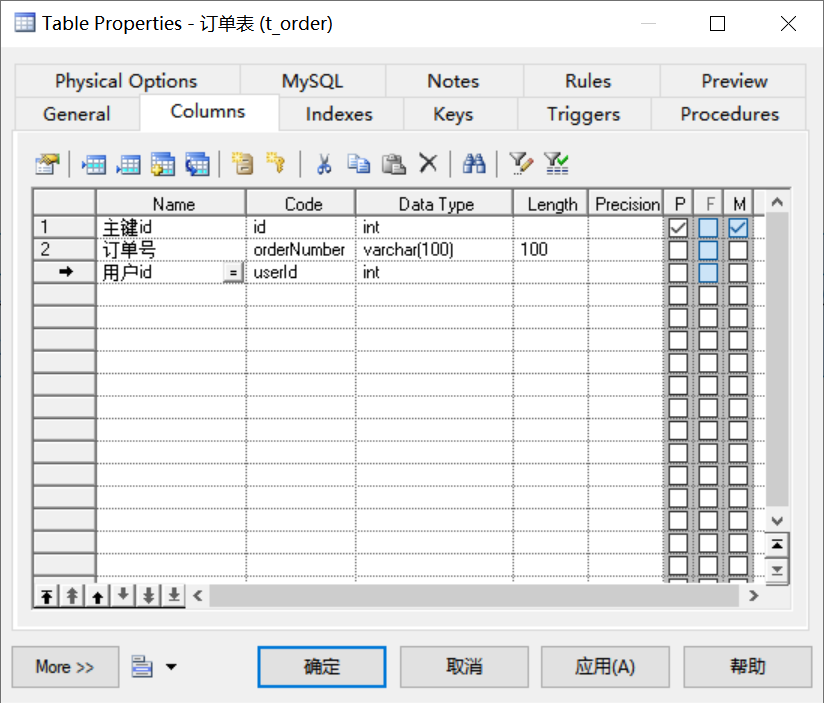 Table Properties - 订单表 (t_order)
Physical Options MySQL Notes Rules Preview
General Columns Indexes Keys Triggers Procedures
Name Code Data Type Length Precision P F M
1 主键id id int
2 订单号 orderNumber varchar(100) 100
用户id = userId int
More >> 确定 取消 应用(A) 帮助